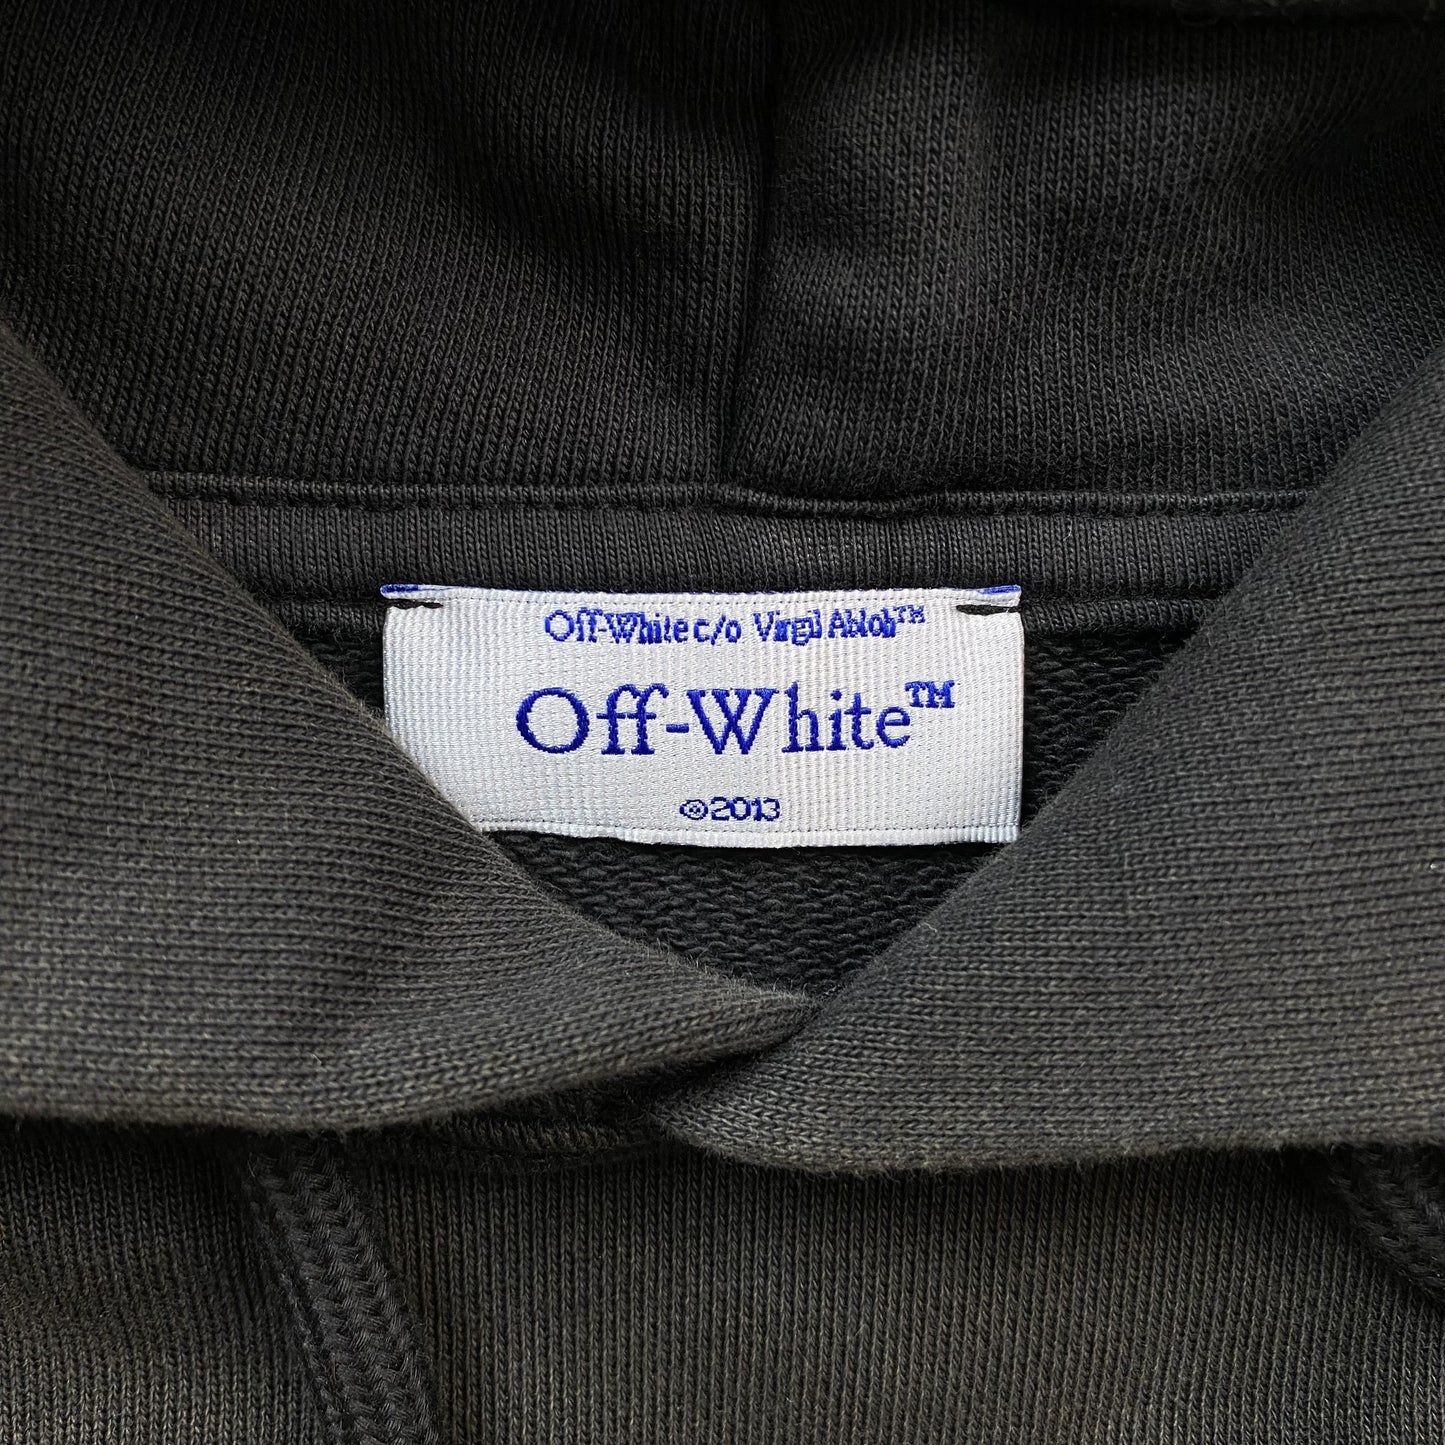 Off-White c/o Virgil Abloh™
Off-White™
©2013